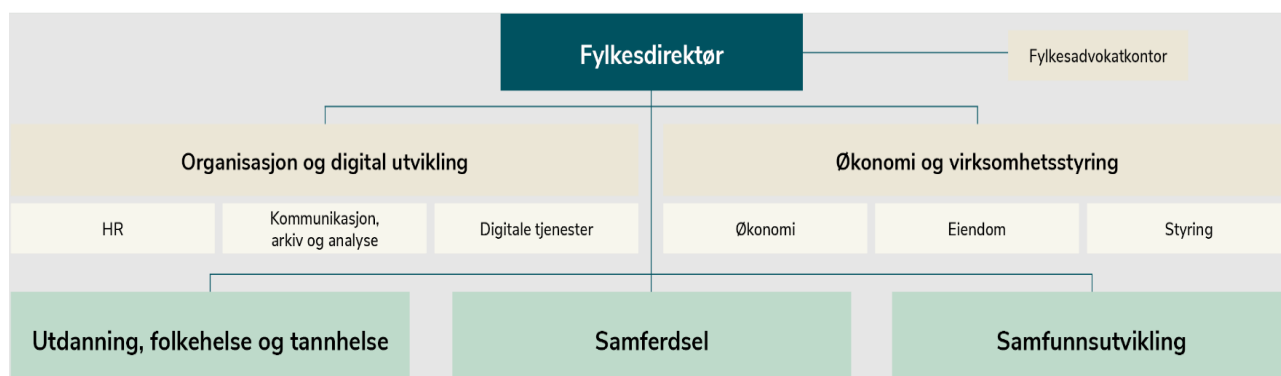 Fylkesdirektør
Fylkesadvokatkontor
Organisasjon og digital utvikling
Økonomi og virksomhetsstyring
HR
Kommunikasjon,
arkiv og analyse
Digitale tjenester
Økonomi
Eiendom
Styring
Utdanning, folkehelse og tannhelse
Samferdsel
Samfunnsutvikling